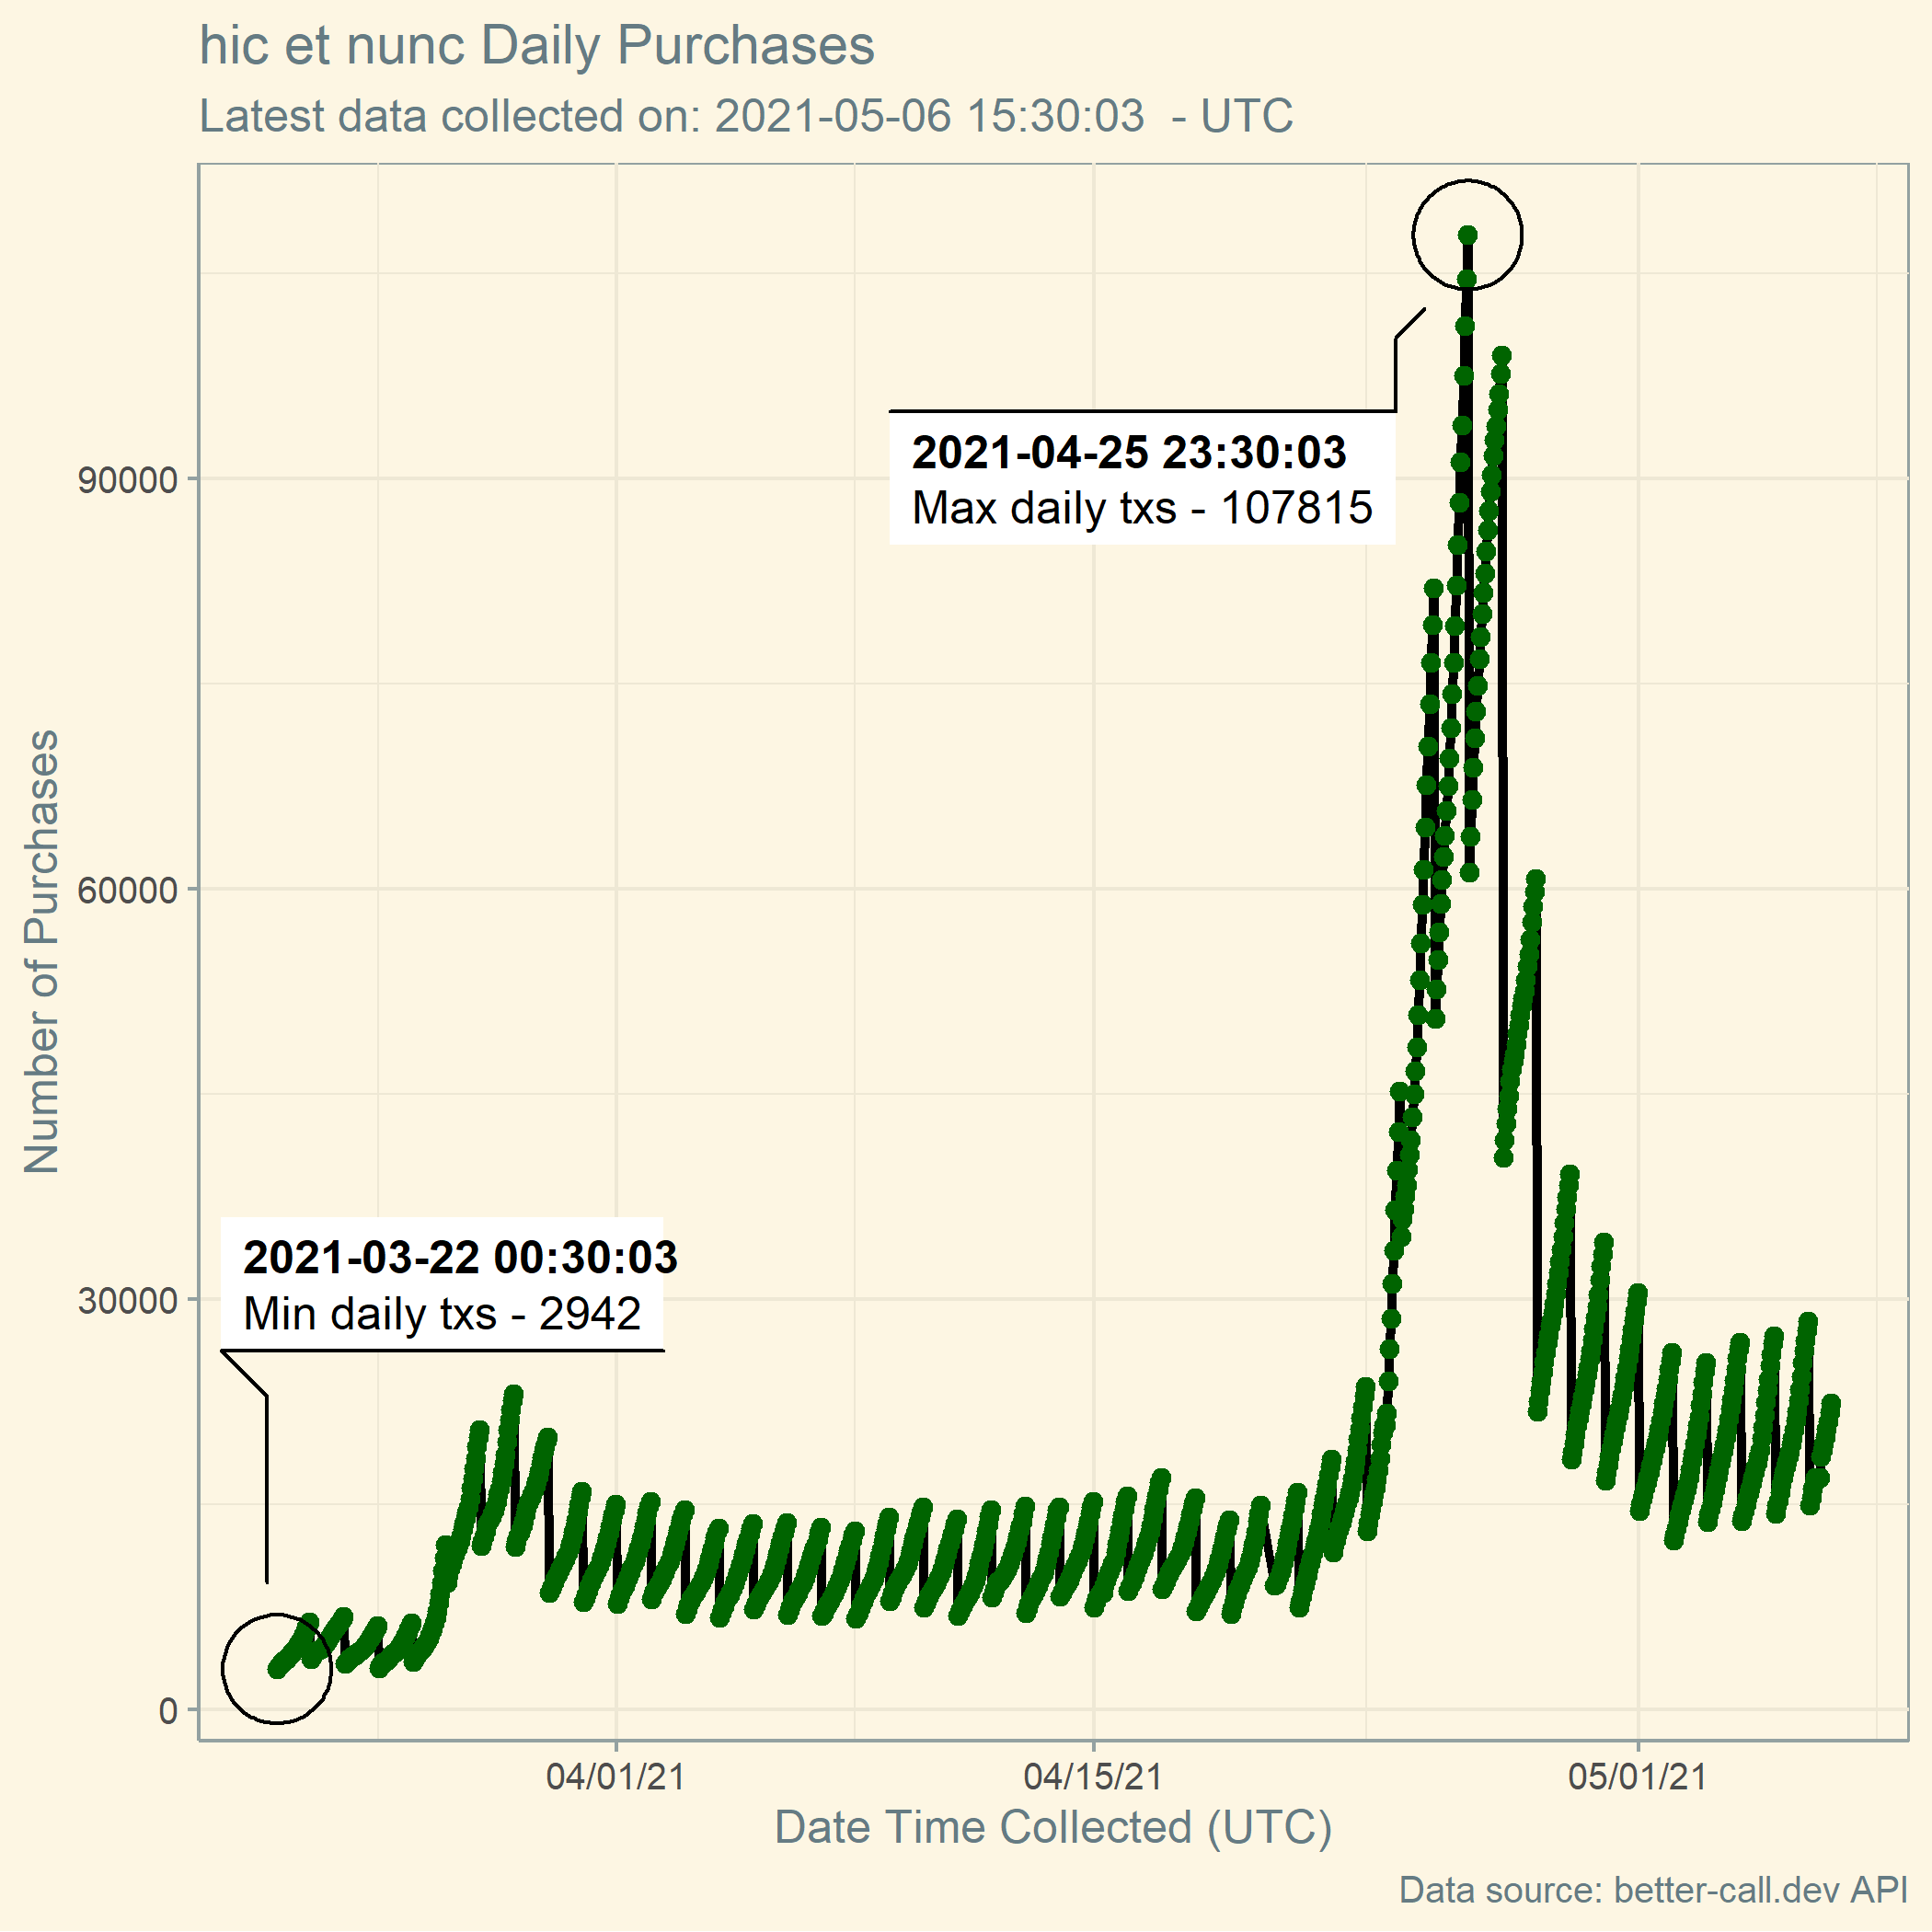 hic et nunc Daily Purchases
Latest data collected on: 2021-05-06 15:30:03  - UTC
2021-04-25 23:30:03
Max daily txs - 107815
2021-03-22 00:30:03
Min daily txs - 2942
Number of Purchases
90000
60000
30000
0
04/01/21
04/15/21
05/01/21
Date Time Collected (UTC)
Data source: better-call.dev API